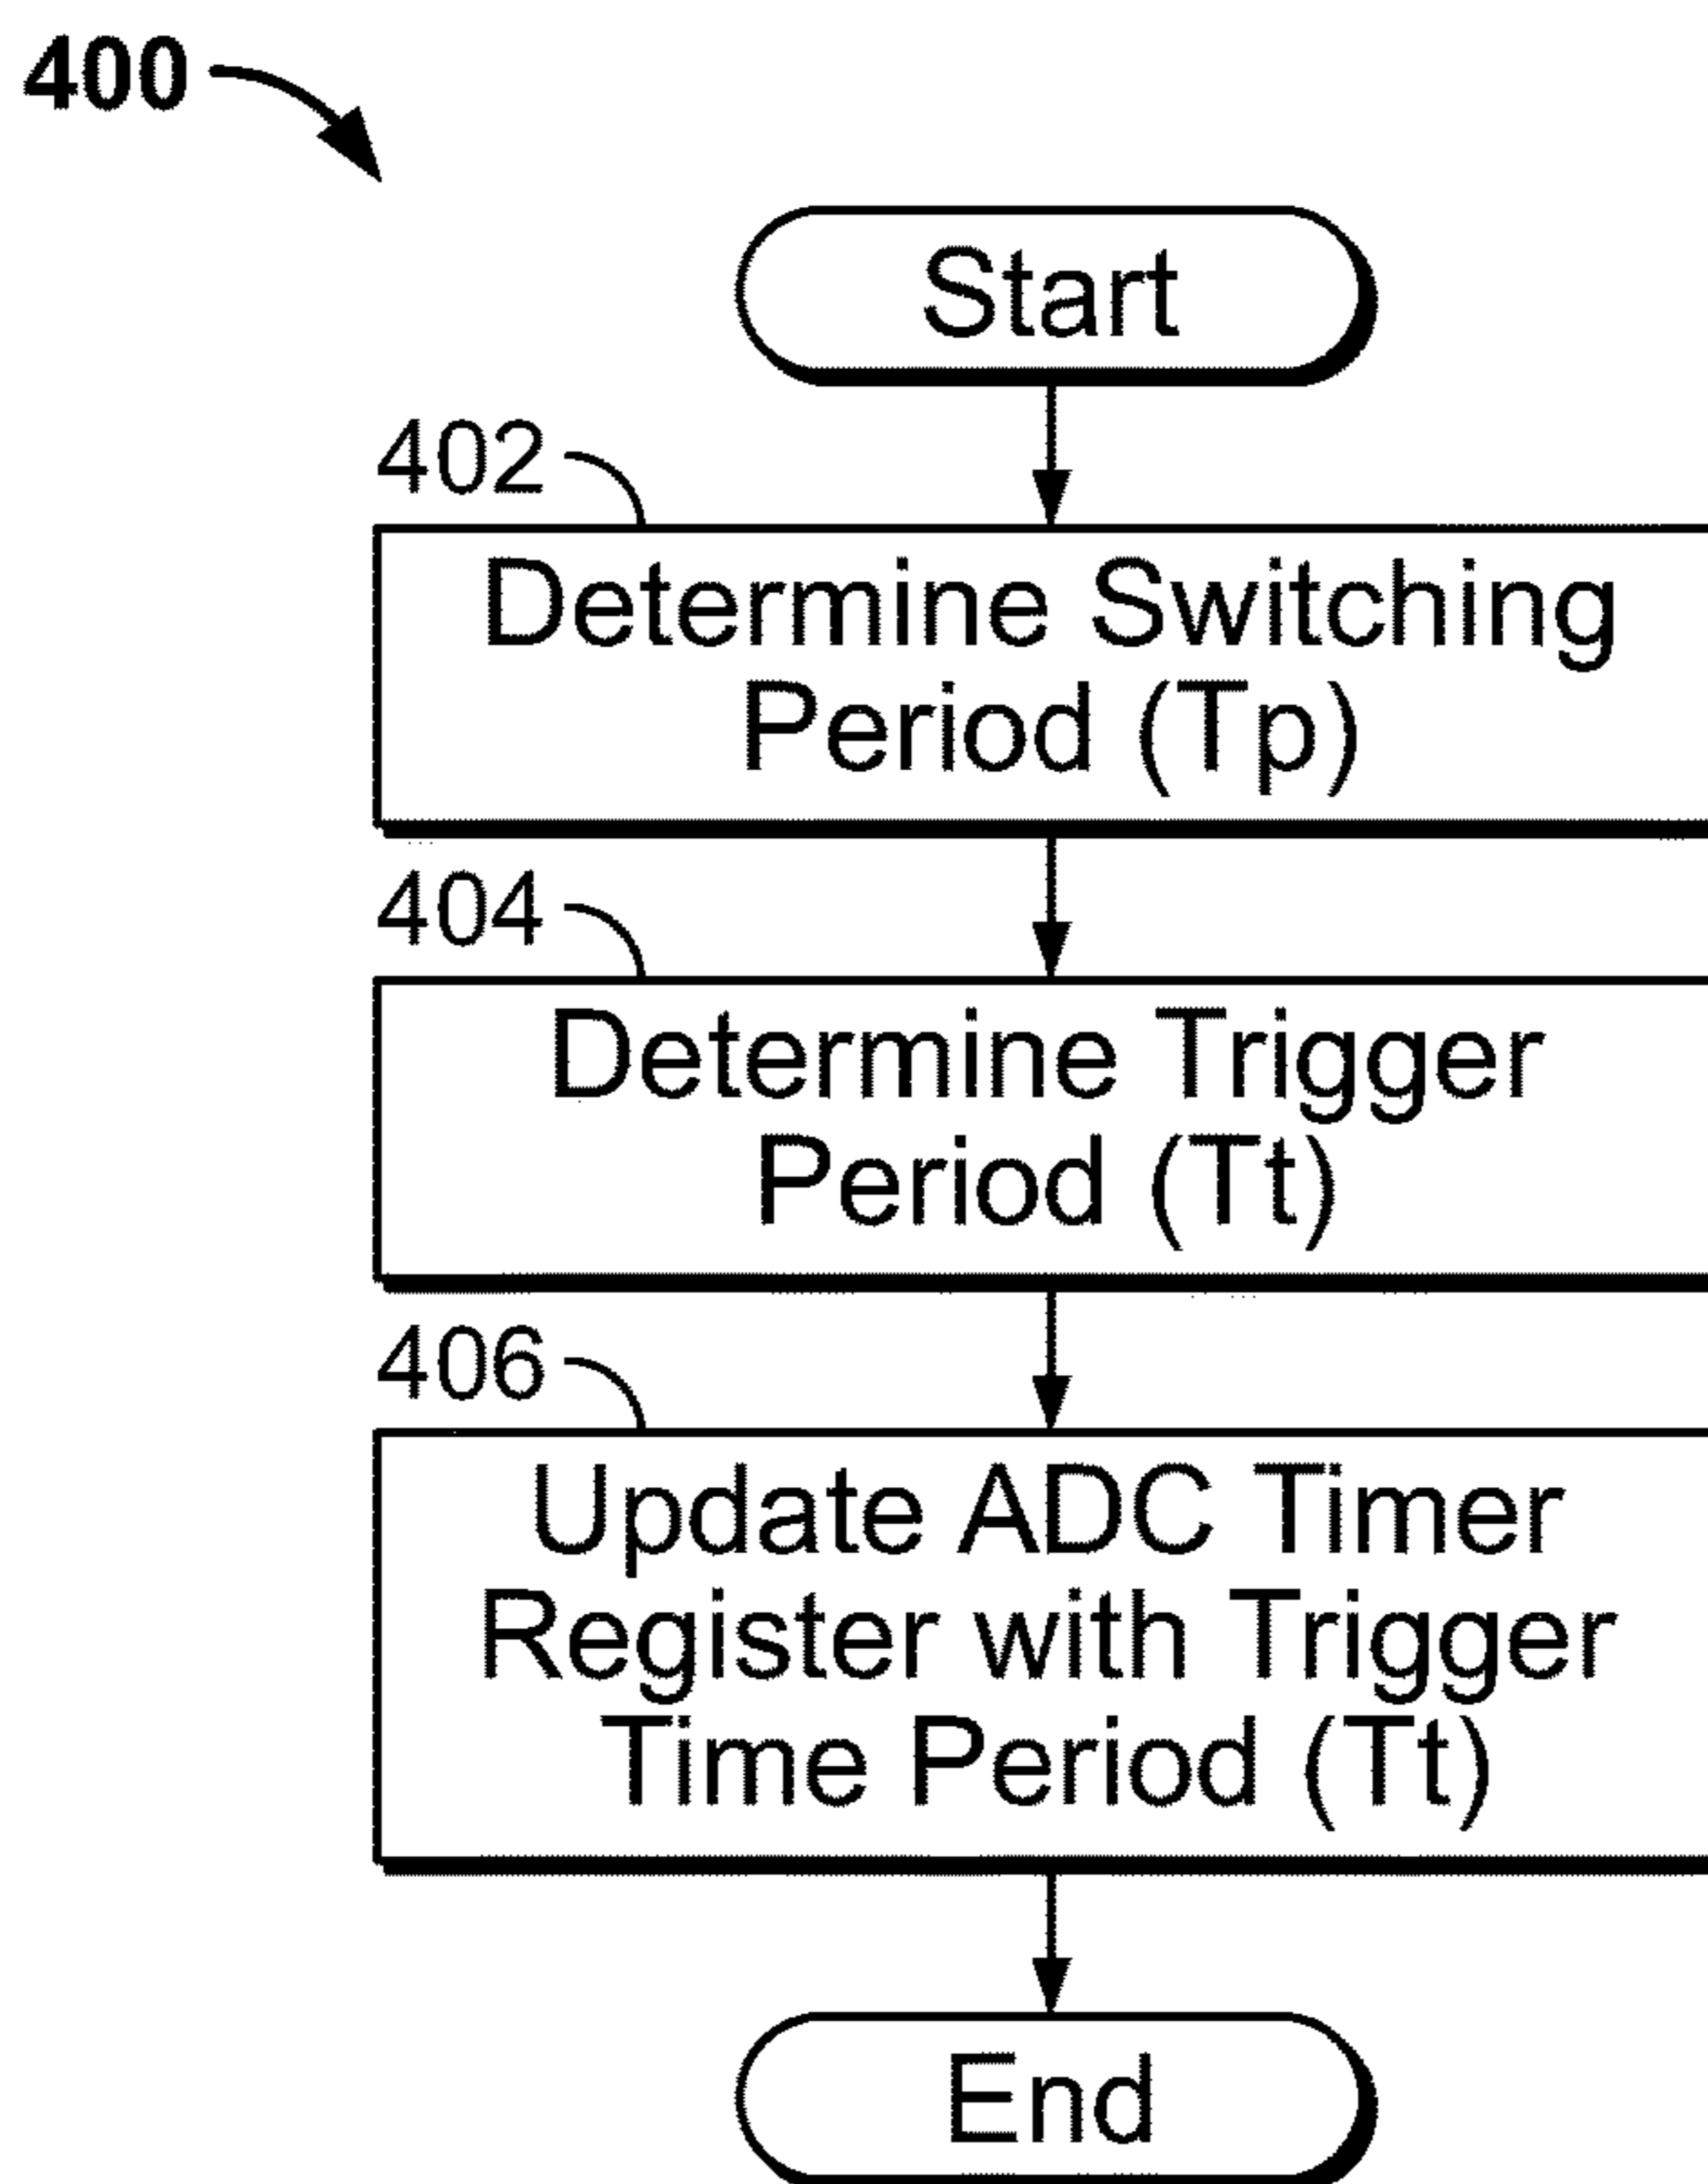 400
Start
402
Determine Switching
Period (Tp)
404
Determine Trigger
Period (Tt)
406
Update ADC Timer
Register with Trigger
Time Period (Tt)
End